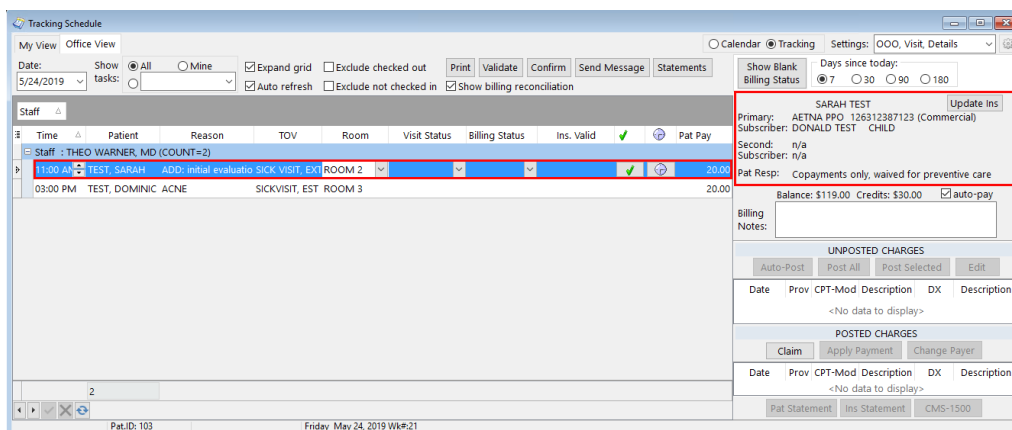 Tracking Schedule
My View Office View
Calendar Tracking Settings: OOO, Visit, Details
Date: Show tasks: All Mine Expand grid Exclude checked out Print Validate Confirm Send Message Statements
5/24/2019 Auto refresh Exclude not checked in Show billing reconciliation
Show Blank Billing Status Days since today: 7 30 90 180
Staff
Time Patient Reason TOV Room Visit Status Billing Status Ins. Valid Pat Pay
Staff : THEO WARNER, MD (COUNT=2)
11:00 AM TEST, SARAH ADD: initial evaluatio SICK VISIT, EXT ROOM 2 20.00
03:00 PM TEST, DOMINIC ACNE SICKVISIT, EST ROOM 3 20.00
2
SARAH TEST Update Ins
Primary: AETNA PPO 126312387123 (Commercial)
Subscriber: DONALD TEST CHILD
Second: n/a
Subscriber: n/a
Pat Resp: Copayments only, waived for preventive care
Balance: $119.00 Credits: $30.00 auto-pay
Billing
Notes:
UNPOSTED CHARGES
Auto-Post Post All Post Selected Edit
Date Prov CPT-Mod Description DX Description
<No data to display>
POSTED CHARGES
Claim Apply Payment Change Payer
Date Prov CPT-Mod Description DX Description
<No data to display>
Pat Statement Ins Statement CMS-1500
Pat.ID: 103 Friday May 24, 2019 Wk#:21